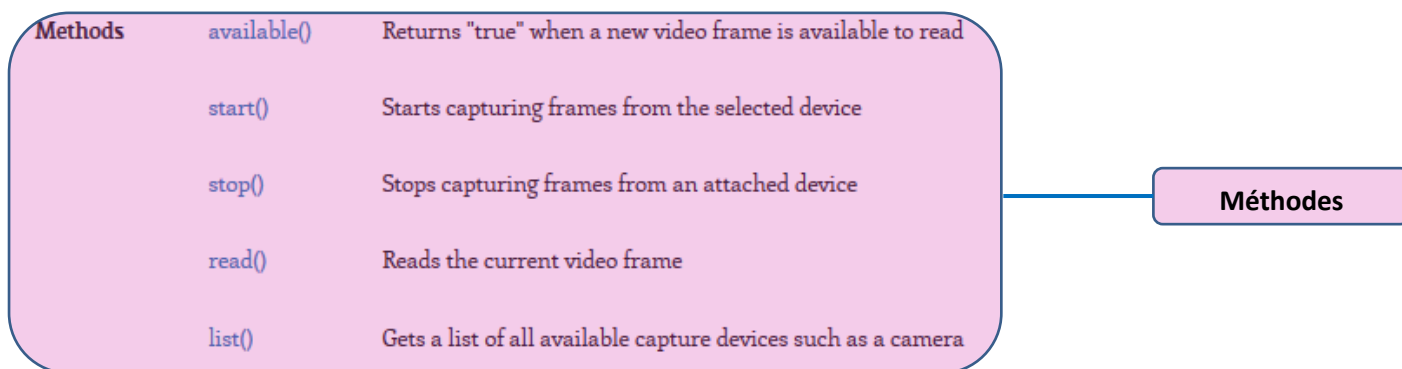 Methods available() Returns "true" when a new video frame is available to read
start() Starts capturing frames from the selected device
stop() Stops capturing frames from an attached device
Méthodes
read() Reads the current video frame
list() Gets a list of all available capture devices such as a camera